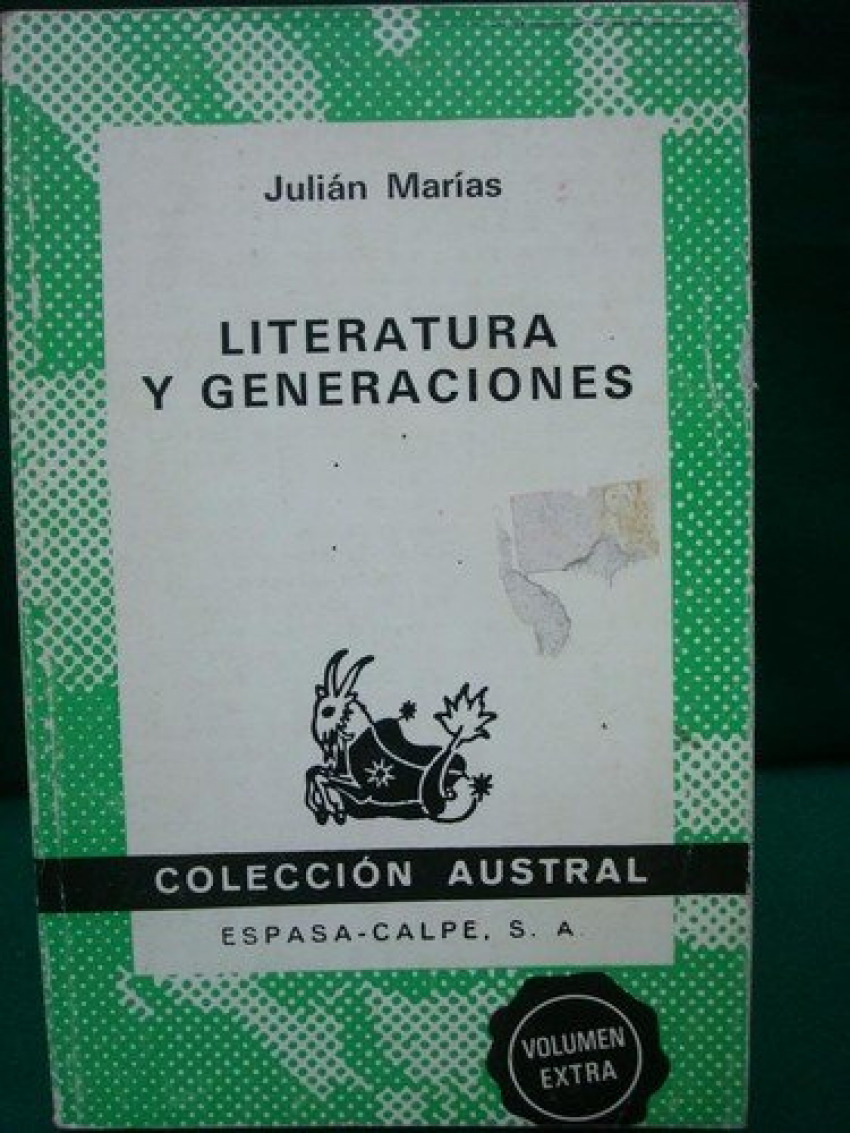 Julián Marías
LITERATURA
Y GENERACIONES
COLECCIÓN AUSTRAL
ESPASA-CALPE, S. A.
VOLUMEN
EXTRA